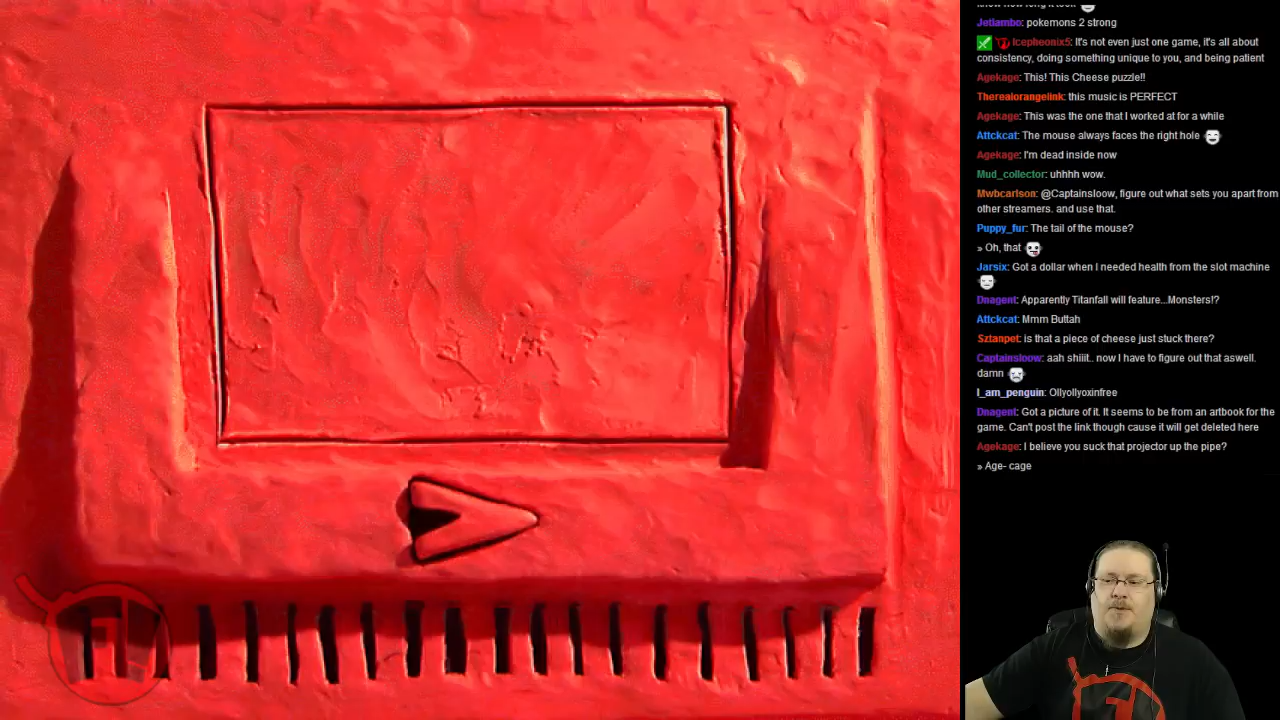 Jetlambo: pokemons 2 strong
Icepheonix5: It's not even just one game, it's all about
consistency, doing something unique to you, and being patient
Agekage: This! This Cheese puzzle!!
Therealorangelink: this music is PERFECT
Agekage: This was the one that I worked at for a while
Attckcat: The mouse always faces the right hole
Agekage: I'm dead inside now
Mud_collector: uhhhh wow.
Mwbcarlson: @Captainsloow, figure out what sets you apart from
other streamers. and use that.
Puppy_fur: The tail of the mouse?
» Oh, that
Jarsix: Got a dollar when I needed health from the slot machine
Dnagent: Apparently Titanfall will feature...Monsters!?
Attckcat: Mmm Buttah
Sztanpet: is that a piece of cheese just stuck there?
Captainsloow: aah shiiit.. now I have to figure out that aswell.
damn
I_am_penguin: Ollyollyoxinfree
Dnagent: Got a picture of it. It seems to be from an artbook for the
game. Can't post the link though cause it will get deleted here
Agekage: I believe you suck that projector up the pipe?
» Age- cage